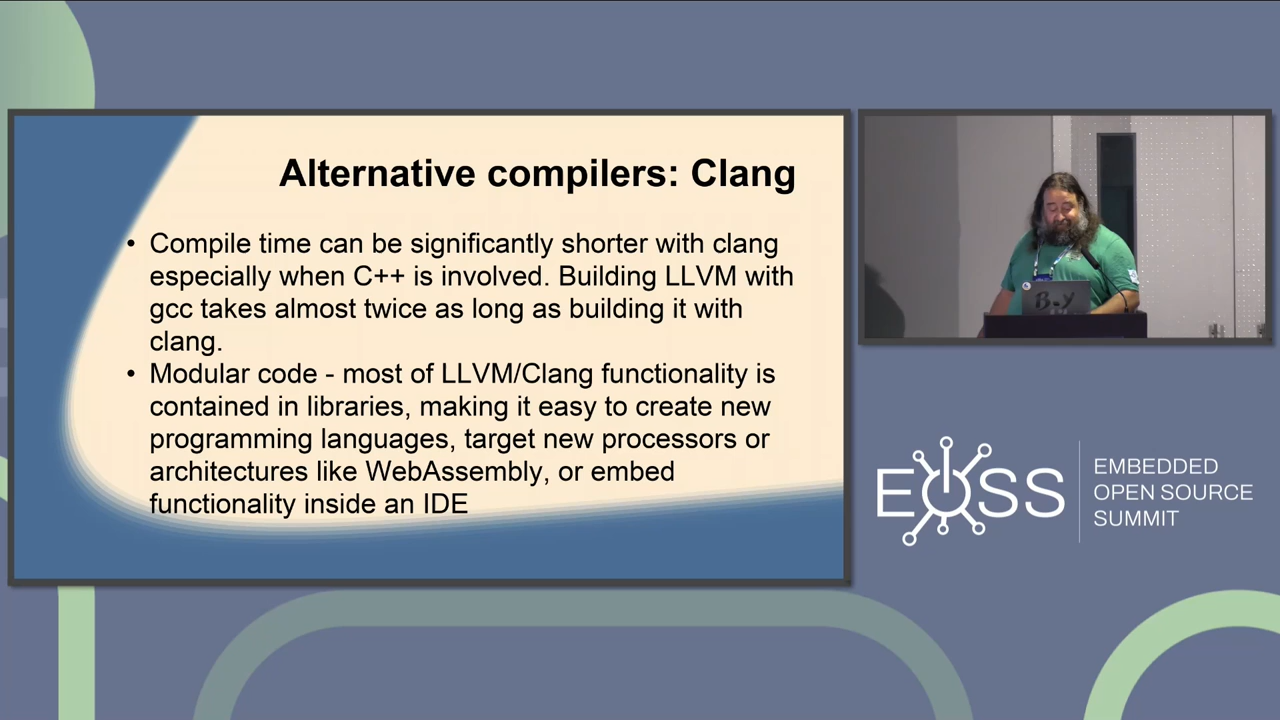 Alternative compilers: Clang
• Compile time can be significantly shorter with clang
especially when C++ is involved. Building LLVM with
gcc takes almost twice as long as building it with
clang.
• Modular code - most of LLVM/Clang functionality is
contained in libraries, making it easy to create new
programming languages, target new processors or
architectures like WebAssembly, or embed
functionality inside an IDE
EOSS
EMBEDDED
OPEN SOURCE
SUMMIT